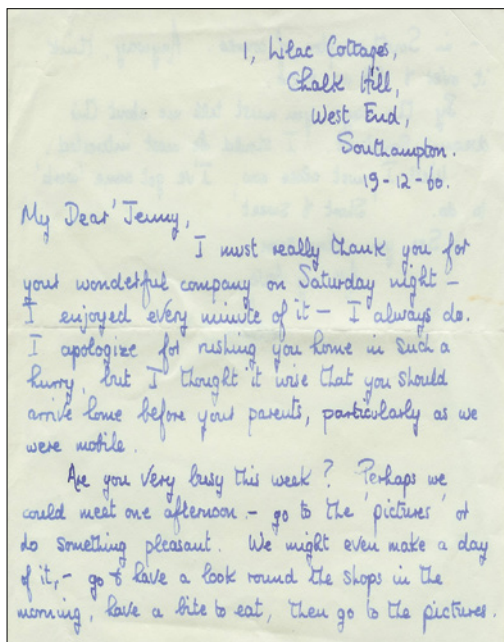 1, Lilac Cottages,
Chalk Hill,
West End,
Southampton.
19-12-60.
My Dear Jenny,
I must really thank you for
your wonderful company on Saturday night –
I enjoyed every minute of it – I always do.
I apologize for rushing you home in such a
hurry, but I thought it wise that you should
arrive home before your parents, particularly as we
were mobile.
Are you very busy this week? Perhaps we
could meet one afternoon – go to the 'pictures' or
do something pleasant. We might even make a day
of it, – go & have a look round the shops in the
morning, have a bite to eat, then go to the pictures.